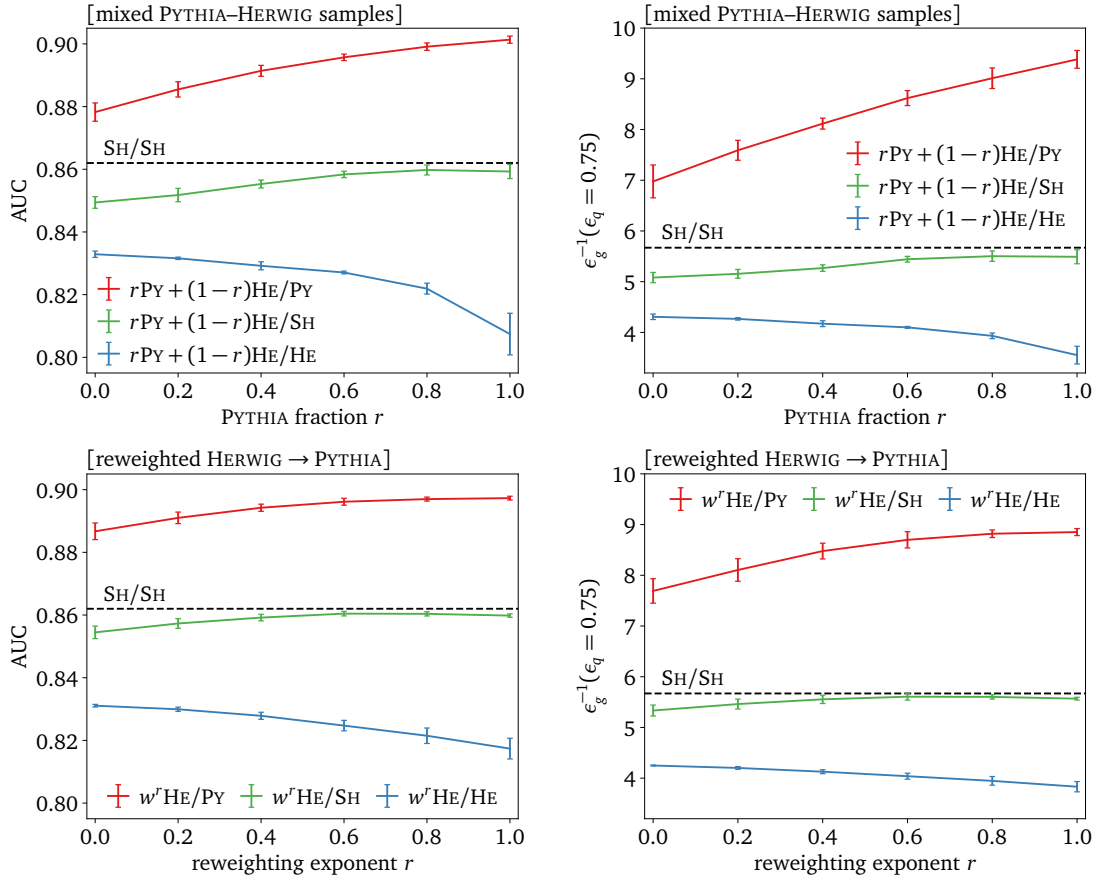 [mixed PYTHIA–HERWIG samples]
0.90
0.88
0.86
0.84
0.82
0.80
AUC
SH/SH
rPY + (1 − r)HE/PY
rPY + (1 − r)HE/SH
rPY + (1 − r)HE/HE
0.0 0.2 0.4 0.6 0.8 1.0
PYTHIA fraction r
[mixed PYTHIA–HERWIG samples]
10
9
8
7
6
5
4
ϵ_g^{-1}(ϵ_q = 0.75)
rPY + (1 − r)HE/PY
rPY + (1 − r)HE/SH
rPY + (1 − r)HE/HE
SH/SH
0.0 0.2 0.4 0.6 0.8 1.0
PYTHIA fraction r
[reweighted HERWIG → PYTHIA]
0.90
0.88
0.86
0.84
0.82
0.80
AUC
SH/SH
w^rHE/PY w^rHE/SH w^rHE/HE
0.0 0.2 0.4 0.6 0.8 1.0
reweighting exponent r
[reweighted HERWIG → PYTHIA]
10
9
8
7
6
5
4
ϵ_g^{-1}(ϵ_q = 0.75)
w^rHE/PY w^rHE/SH w^rHE/HE
SH/SH
0.0 0.2 0.4 0.6 0.8 1.0
reweighting exponent r